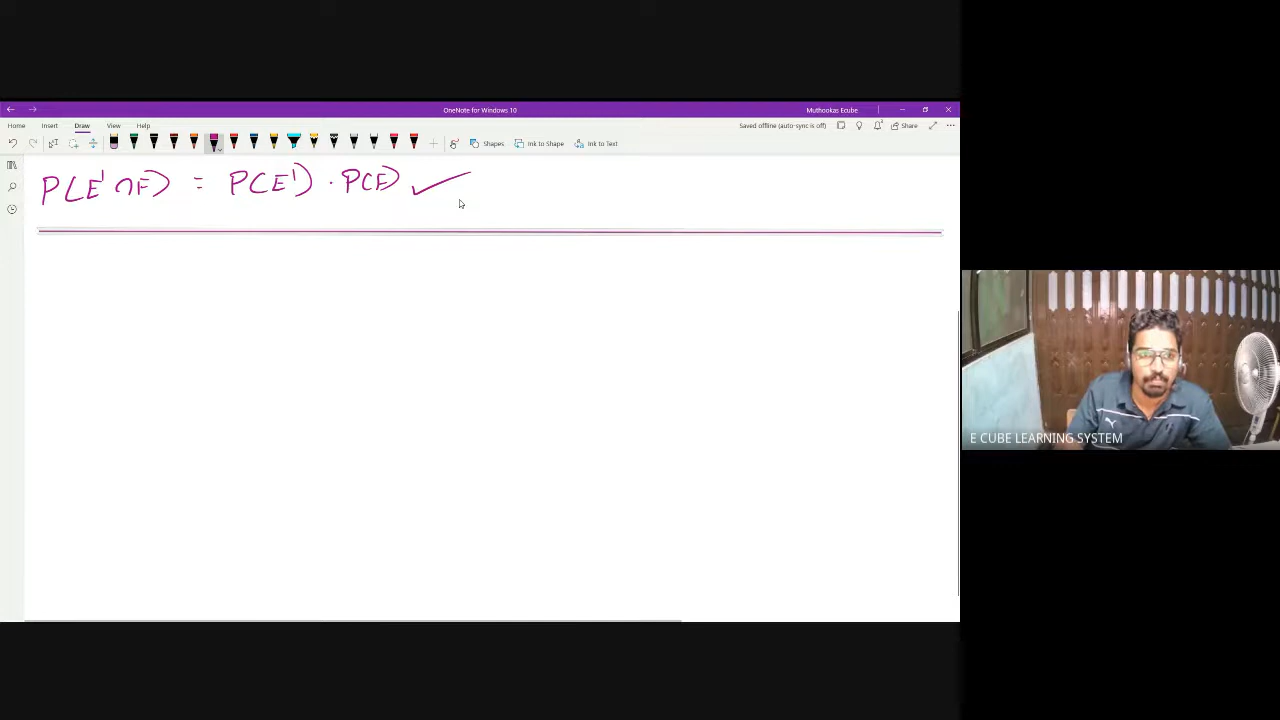 OneNote for Windows 10
Muthookas Ecube
Home Insert Draw View Help
Saved offline (auto-sync is off) Share
Shapes Ink to Shape Ink to Text
P(E' ∩ F) = P(E') · P(F)
E CUBE LEARNING SYSTEM